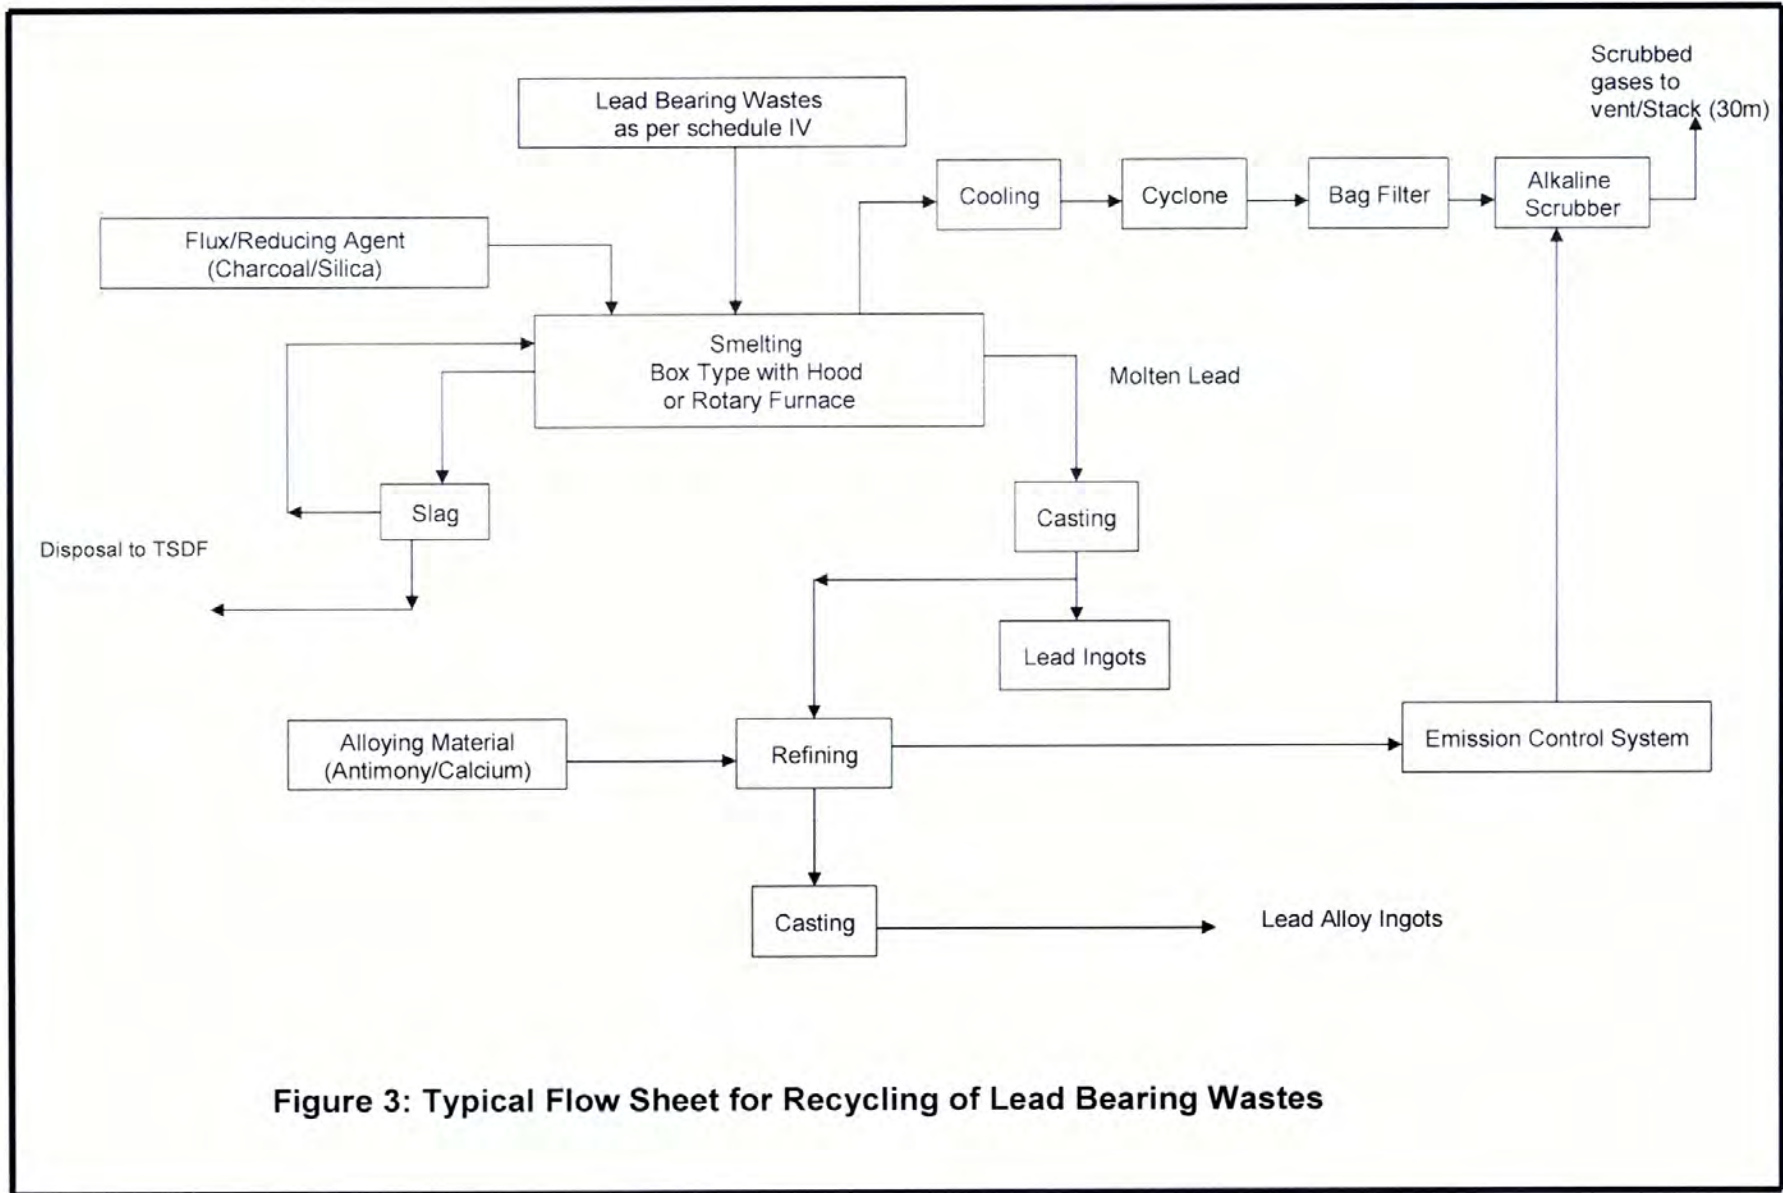 Scrubbed
gases to
vent/Stack (30m)
Lead Bearing Wastes
as per schedule IV
Cooling
Cyclone
Bag Filter
Alkaline
Scrubber
Flux/Reducing Agent
(Charcoal/Silica)
Smelting
Box Type with Hood
or Rotary Furnace
Molten Lead
Slag
Casting
Disposal to TSDF
Lead Ingots
Alloying Material
(Antimony/Calcium)
Refining
Emission Control System
Casting
Lead Alloy Ingots
Figure 3: Typical Flow Sheet for Recycling of Lead Bearing Wastes